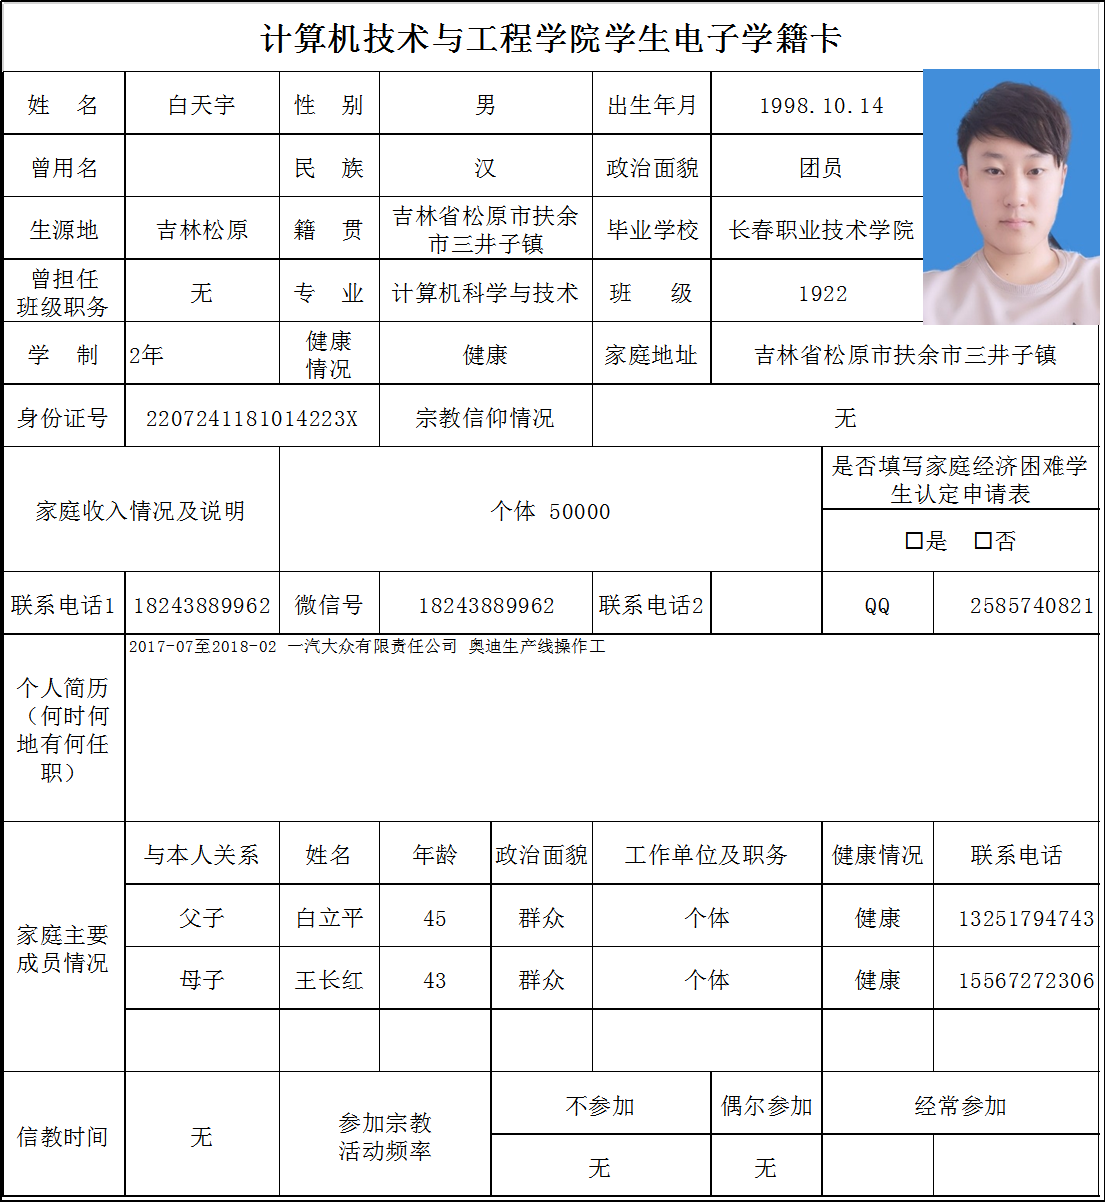 计算机技术与工程学院学生电子学籍卡
姓 名 白天宇 性 别 男 出生年月 1998.10.14
曾用名 民 族 汉 政治面貌 团员
生源地 吉林松原 籍 贯 吉林省松原市扶余
市三井子镇 毕业学校 长春职业技术学院
曾担任
班级职务 无 专 业 计算机科学与技术 班 级 1922
学 制 2年 健康
情况 健康 家庭地址 吉林省松原市扶余市三井子镇
身份证号 2207241181014223X 宗教信仰情况 无
家庭收入情况及说明 个体 50000 是否填写家庭经济困难学
生认定申请表
□是 □否
联系电话1 18243889962 微信号 18243889962 联系电话2 QQ 2585740821
个人简历
（何时何
地有何任
职）
2017-07至2018-02 一汽大众有限责任公司 奥迪生产线操作工
家庭主要
成员情况
与本人关系 姓名 年龄 政治面貌 工作单位及职务 健康情况 联系电话
父子 白立平 45 群众 个体 健康 13251794743
母子 王长红 43 群众 个体 健康 15567272306
信教时间 无 参加宗教
活动频率
不参加 偶尔参加 经常参加
无 无